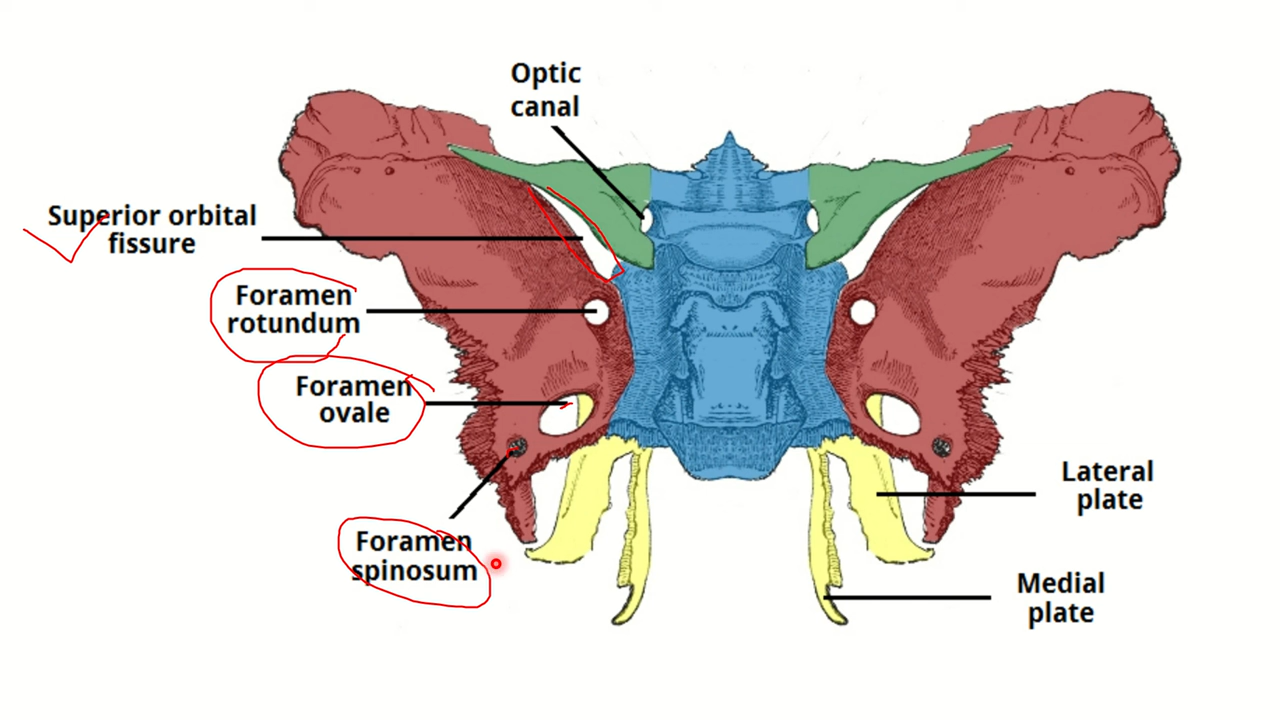 Optic
canal
Superior orbital
fissure
Foramen
rotundum
Foramen
ovale
Foramen
spinosum
Lateral
plate
Medial
plate